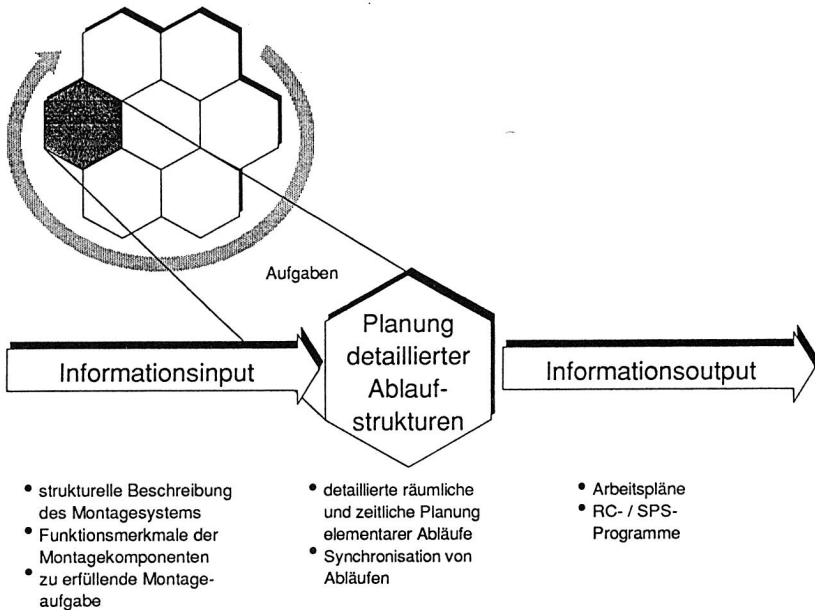 Aufgaben
Informationsinput
Planung
detaillierter
Ablauf-
strukturen
Informationsoutput
• strukturelle Beschreibung
des Montagesystems
• Funktionsmerkmale der
Montagekomponenten
• zu erfüllende Montage-
aufgabe
• detaillierte räumliche
und zeitliche Planung
elementarer Abläufe
• Synchronisation von
Abläufen
• Arbeitspläne
• RC- / SPS-
Programme